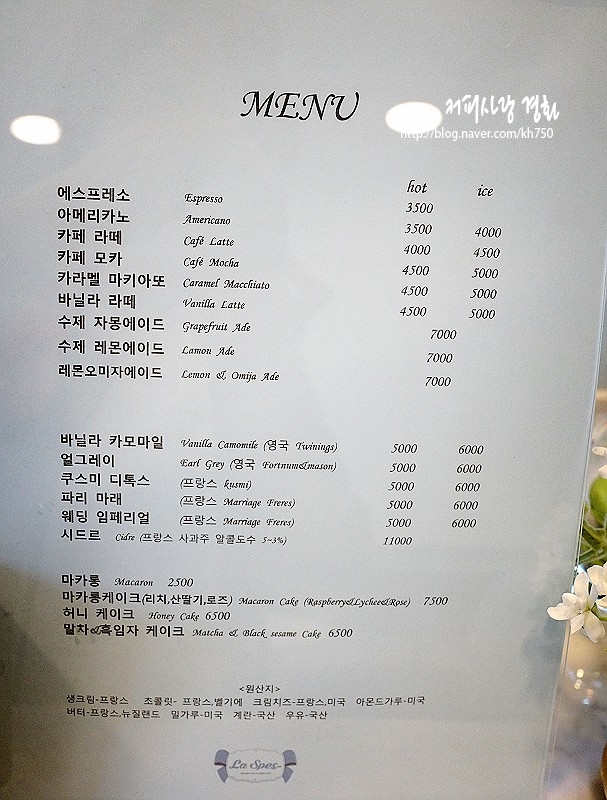 MENU
커피사랑 경화
http://blog.naver.com/kh750
hot ice
에스프레소 Espresso 3500
아메리카노 Americano 3500 4000
카페 라떼 Café Latte 4000 4500
카페 모카 Café Mocha 4500 5000
카라멜 마키아또 Caramel Macchiato 4500 5000
바닐라 라떼 Vanilla Latte 4500 5000
수제 자몽에이드 Grapefruit Ade 7000
수제 레몬에이드 Lamon Ade 7000
레몬오미자에이드 Lemon & Omija Ade 7000
바닐라 카모마일 Vanilla Camomile (영국 Twinings) 5000 6000
얼그레이 Earl Grey (영국 Fortnum&mason) 5000 6000
쿠스미 디톡스 (프랑스 kusmi) 5000 6000
파리 마래 (프랑스 Marriage Freres) 5000 6000
웨딩 임페리얼 (프랑스 Marriage Freres) 5000 6000
시드르 Cidre (프랑스 사과주 알콜도수 5~3%) 11000
마카롱 Macaron 2500
마카롱케이크(리치,산딸기,로즈) Macaron Cake (Raspberry&Lychee&Rose) 7500
허니 케이크 Honey Cake 6500
말차&흑임자 케이크 Matcha & Black sesame Cake 6500
<원산지>
생크림-프랑스 초콜릿- 프랑스,벨기에 크림치즈-프랑스,미국 아몬드가루-미국
버터-프랑스,뉴질랜드 밀가루-미국 계란-국산 우유-국산
La Spes